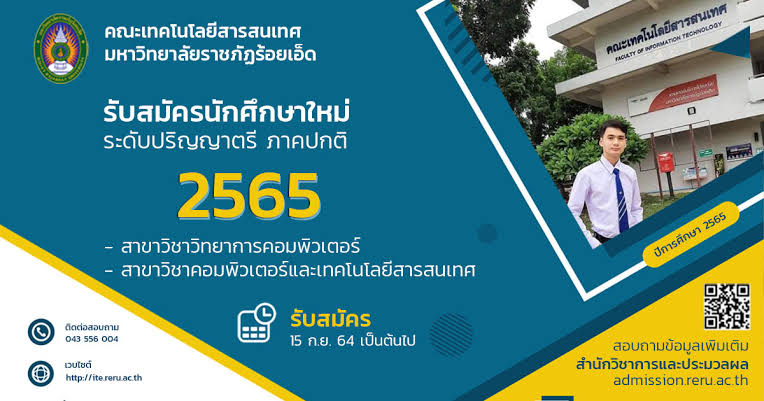 คณะเทคโนโลยีสารสนเทศ
มหาวิทยาลัยราชภัฏร้อยเอ็ด
รับสมัครนักศึกษาใหม่
ระดับปริญญาตรี ภาคปกติ
2565
- สาขาวิชาวิทยาการคอมพิวเตอร์
- สาขาวิชาคอมพิวเตอร์และเทคโนโลยีสารสนเทศ
รับสมัคร
15 ก.ย. 64 เป็นต้นไป
ติดต่อสอบถาม
043 556 004
เว็บไซต์
http://ite.reru.ac.th
คณะเทคโนโลยีสารสนเทศ
FACULTY OF INFORMATION TECHNOLOGY
ปีการศึกษา 2565
สอบถามข้อมูลเพิ่มเติม
สำนักวิชาการและประมวลผล
admission.reru.ac.th